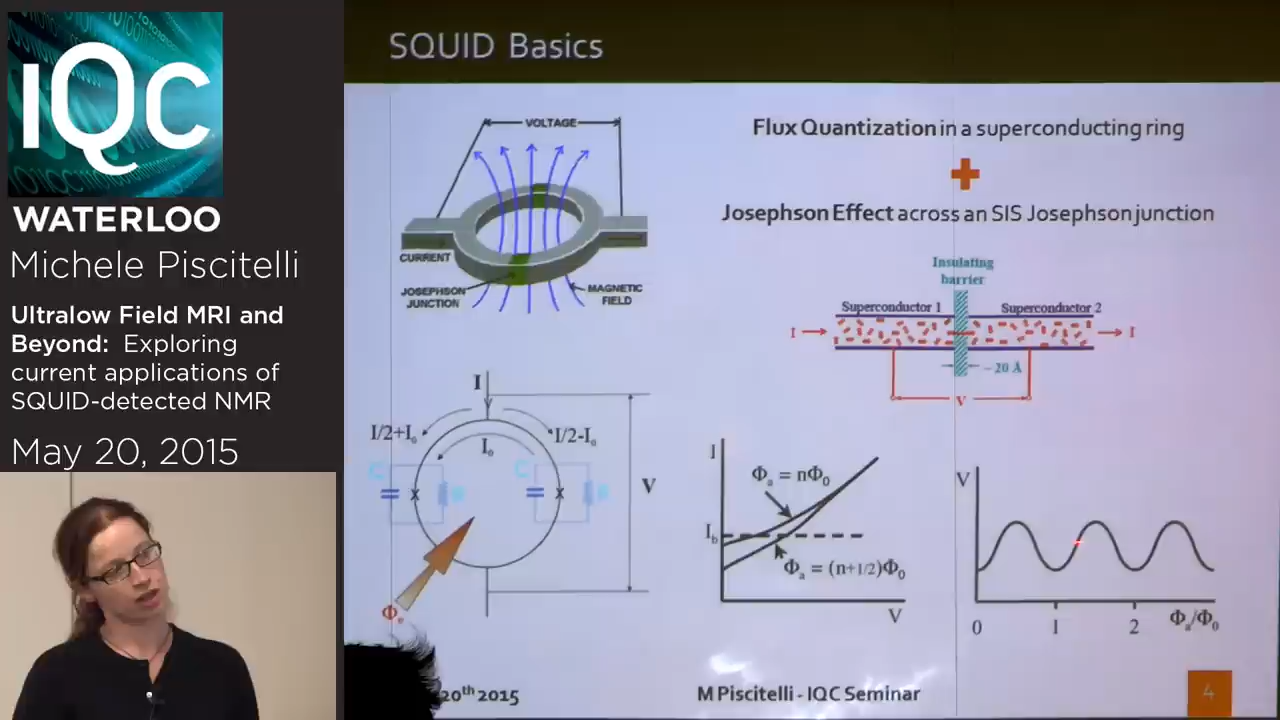 IQC
WATERLOO
Michele Piscitelli
Ultralow Field MRI and
Beyond: Exploring
current applications of
SQUID-detected NMR
May 20, 2015
SQUID Basics
VOLTAGE
CURRENT
JOSEPHSON
JUNCTION
MAGNETIC
FIELD
Flux Quantization in a superconducting ring
+
Josephson Effect across an SIS Josephson junction
Insulating
barrier
Superconductor 1
Superconductor 2
I
I
~20 Å
V
I
I/2+I₀
I/2-I₀
I₀
C
C
V
I
Φₐ = nΦ₀
I_b
Φₐ = (n+1/2)Φ₀
V
V
0
1
2
Φₐ/Φ₀
20th 2015
M Piscitelli - IQC Seminar
4